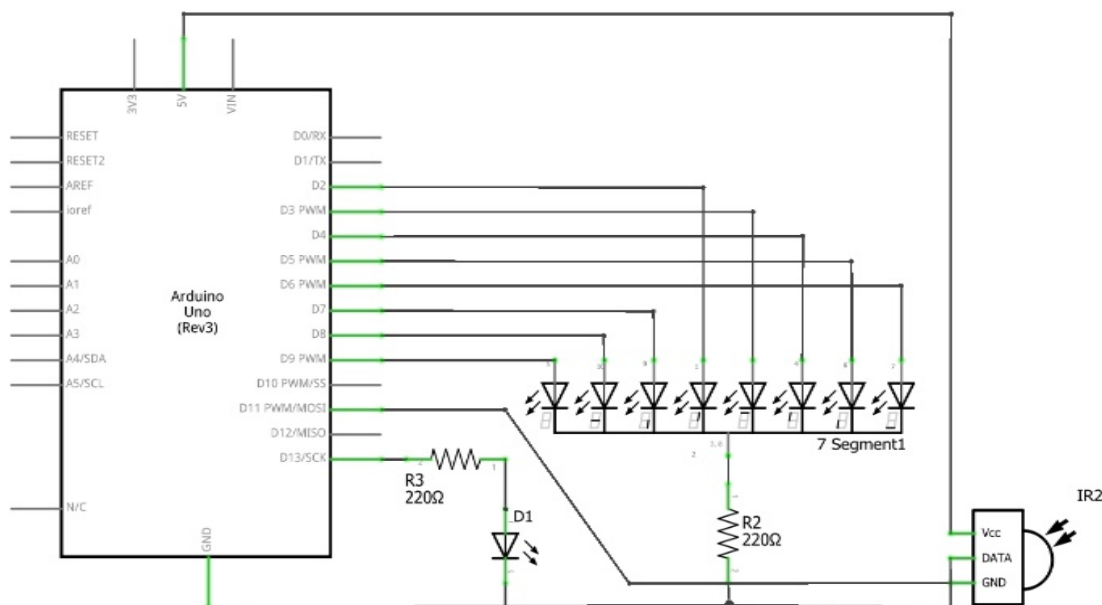 3V3
5V
VIN
RESET
RESET2
AREF
ioref
A0
A1
A2
A3
A4/SDA
A5/SCL
N/C
GND
Arduino
Uno
(Rev3)
D0/RX
D1/TX
D2
D3 PWM
D4
D5 PWM
D6 PWM
D7
D8
D9 PWM
D10 PWM/SS
D11 PWM/MOSI
D12/MISO
D13/SCK
R3
220Ω
D1
7 Segment1
R2
220Ω
IR2
Vcc
DATA
GND